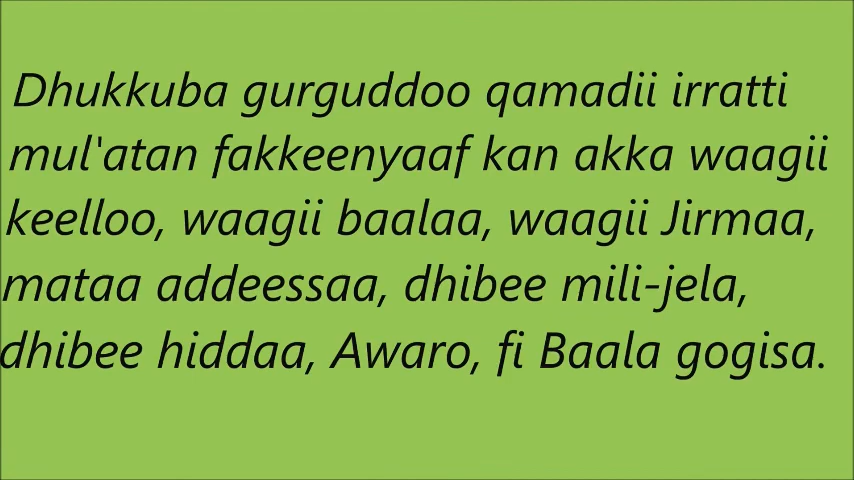 Dhukkuba gurguddoo qamadii irratti
mul'atan fakkeenyaaf kan akka waagii
keelloo, waagii baalaa, waagii Jirmaa,
mataa addeessaa, dhibee mili-jela,
dhibee hiddaa, Awaro, fi Baala gogisa.